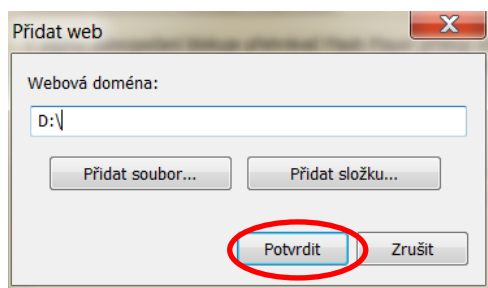 Přidat web
Webová doména:
D:\
Přidat soubor... Přidat složku...
Potvrdit Zrušit